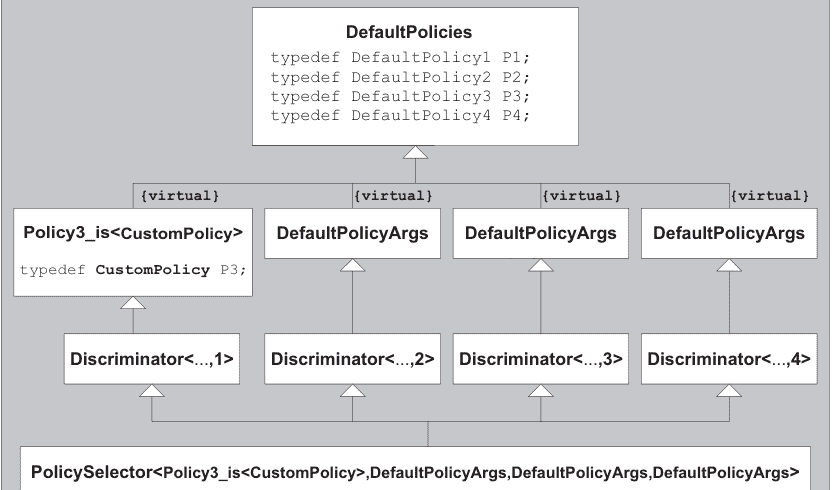 DefaultPolicies
typedef DefaultPolicy1 P1;
typedef DefaultPolicy2 P2;
typedef DefaultPolicy3 P3;
typedef DefaultPolicy4 P4;
{virtual} {virtual} {virtual} {virtual}
Policy3_is<CustomPolicy> DefaultPolicyArgs DefaultPolicyArgs DefaultPolicyArgs
typedef CustomPolicy P3;
Discriminator<...,1> Discriminator<...,2> Discriminator<...,3> Discriminator<...,4>
PolicySelector<Policy3_is<CustomPolicy>,DefaultPolicyArgs,DefaultPolicyArgs,DefaultPolicyArgs>